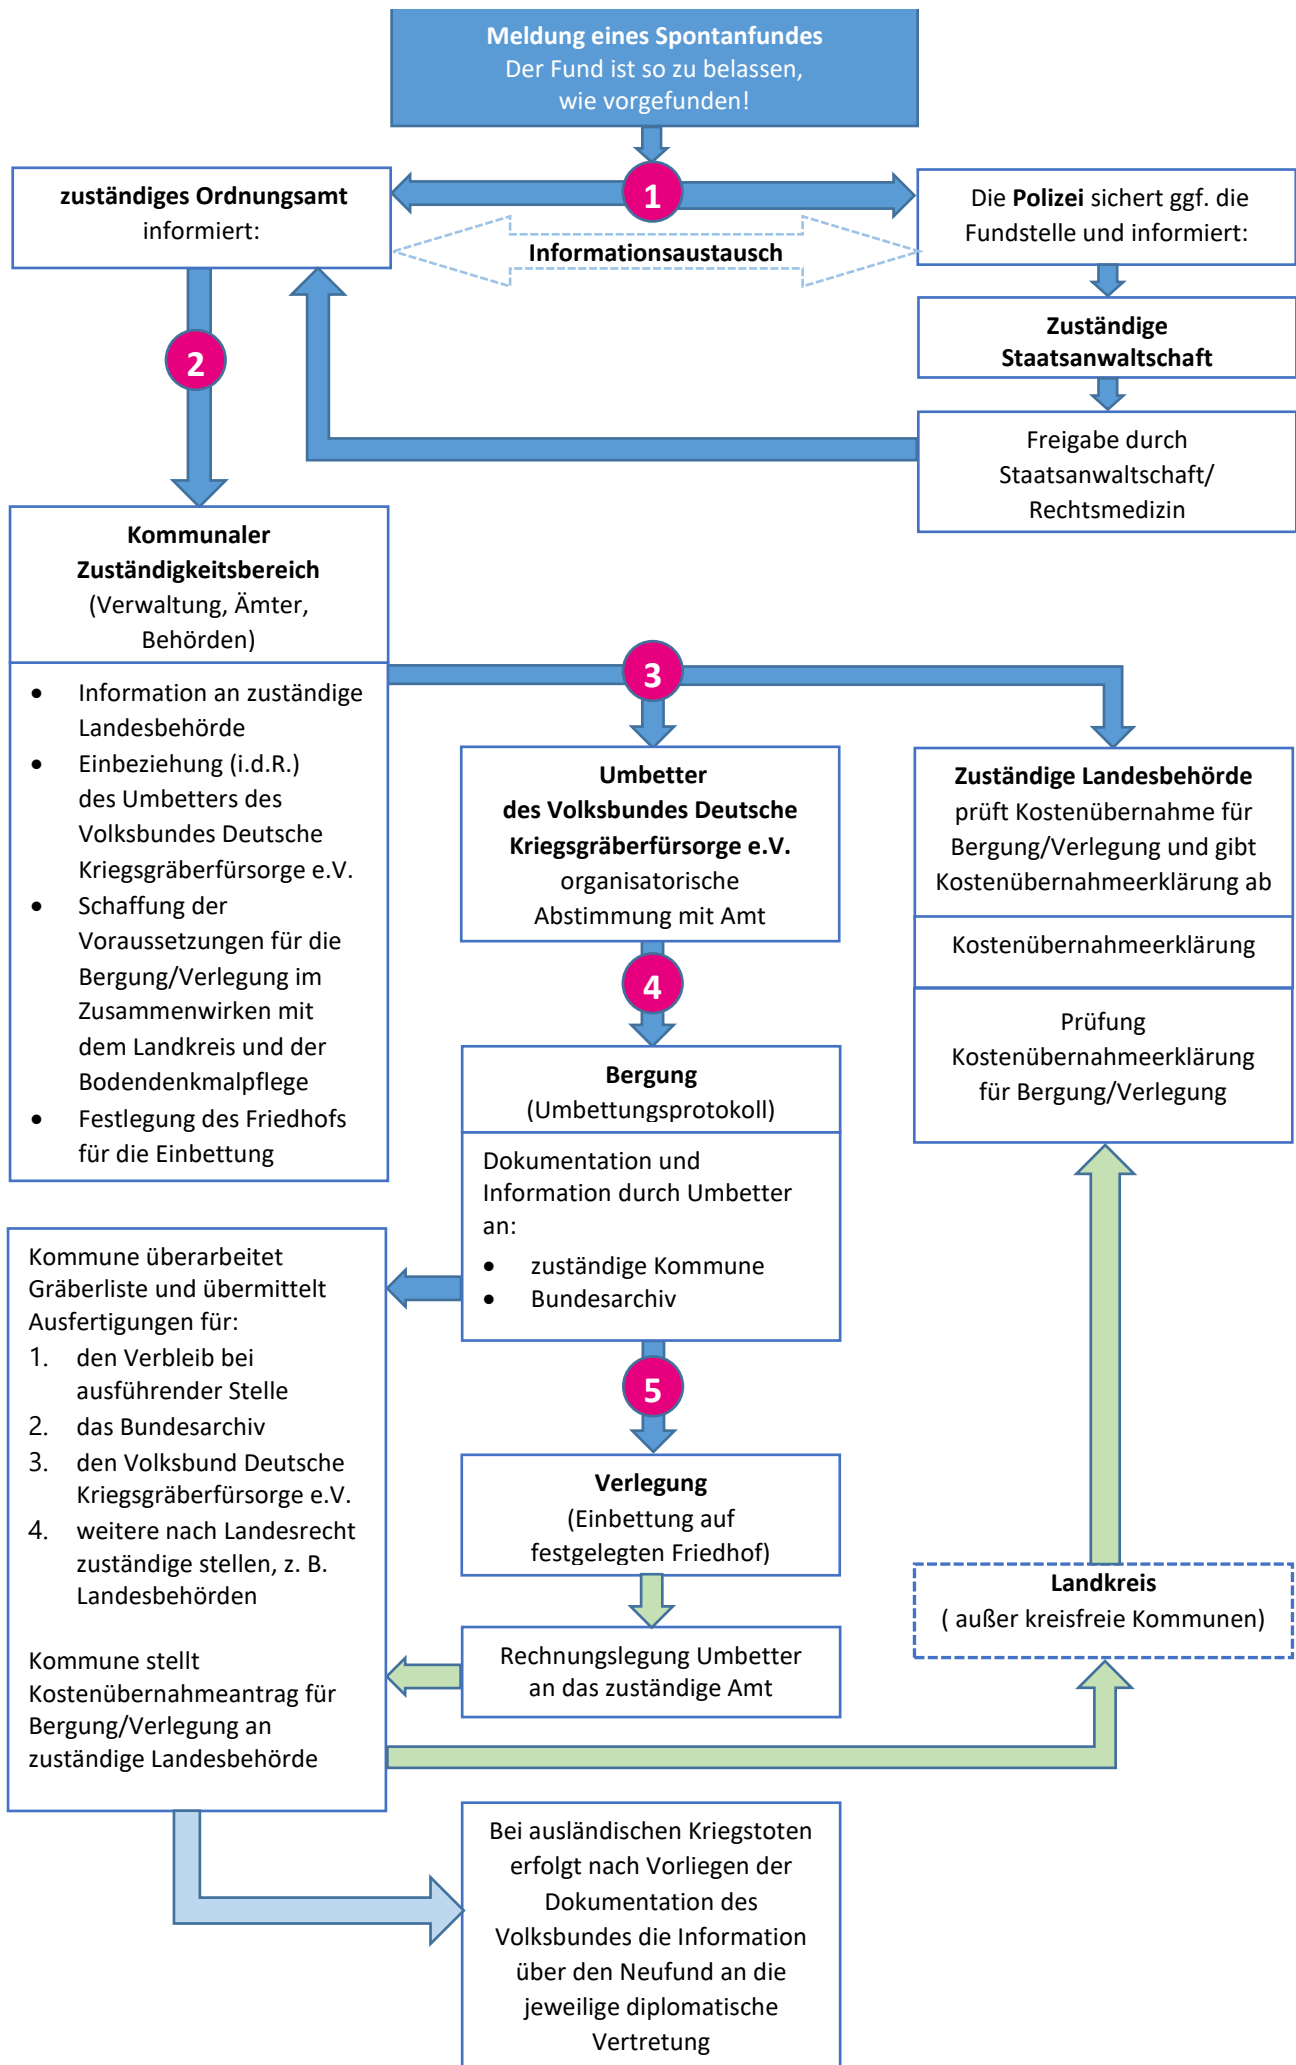 Meldung eines Spontanfundes
Der Fund ist so zu belassen,
wie vorgefunden!
1
zuständiges Ordnungsamt
informiert:
Informationsaustausch
Die Polizei sichert ggf. die
Fundstelle und informiert:
Zuständige
Staatsanwaltschaft
Freigabe durch
Staatsanwaltschaft/
Rechtsmedizin
2
Kommunaler
Zuständigkeitsbereich
(Verwaltung, Ämter,
Behörden)
• Information an zuständige
Landesbehörde
• Einbeziehung (i.d.R.)
des Umbetters des
Volksbundes Deutsche
Kriegsgräberfürsorge e.V.
• Schaffung der
Voraussetzungen für die
Bergung/Verlegung im
Zusammenwirken mit
dem Landkreis und der
Bodendenkmalpflege
• Festlegung des Friedhofs
für die Einbettung
3
Umbetter
des Volksbundes Deutsche
Kriegsgräberfürsorge e.V.
organisatorische
Abstimmung mit Amt
Zuständige Landesbehörde
prüft Kostenübernahme für
Bergung/Verlegung und gibt
Kostenübernahmeerklärung ab
Kostenübernahmeerklärung
Prüfung
Kostenübernahmeerklärung
für Bergung/Verlegung
4
Bergung
(Umbettungsprotokoll)
Dokumentation und
Information durch Umbetter
an:
• zuständige Kommune
• Bundesarchiv
Kommune überarbeitet
Gräberliste und übermittelt
Ausfertigungen für:
1. den Verbleib bei
ausführender Stelle
2. das Bundesarchiv
3. den Volksbund Deutsche
Kriegsgräberfürsorge e.V.
4. weitere nach Landesrecht
zuständige stellen, z. B.
Landesbehörden
Kommune stellt
Kostenübernahmeantrag für
Bergung/Verlegung an
zuständige Landesbehörde
5
Verlegung
(Einbettung auf
festgelegten Friedhof)
Rechnungslegung Umbetter
an das zuständige Amt
Landkreis
( außer kreisfreie Kommunen)
Bei ausländischen Kriegstoten
erfolgt nach Vorliegen der
Dokumentation des
Volksbundes die Information
über den Neufund an die
jeweilige diplomatische
Vertretung